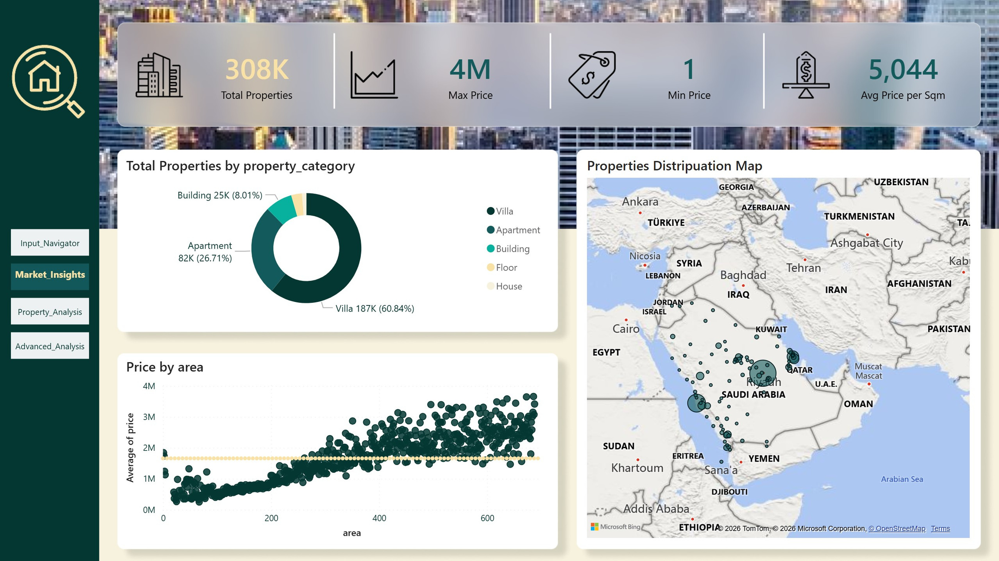 308K
Total Properties
4M
Max Price
1
Min Price
5,044
Avg Price per Sqm
Input_Navigator
Market_Insights
Property_Analysis
Advanced_Analysis
Total Properties by property_category
Building 25K (8.01%)
Apartment
82K (26.71%)
Villa 187K (60.84%)
Villa
Apartment
Building
Floor
House
Price by area
Average of price
4M
3M
2M
1M
0M
0
200
400
600
area
Properties Distripuation Map
UZBEKISTAN
GEORGIA
Ankara
AZERBAIJAN
TURKMENISTAN
TÜRKIYE
TA.
Ashgabat City
Nicosia
SYRIA
Tehran
Kabu
LEBANON
Baghdad
AFGHANISTAN
IRAQ
IRAN
JORDAN
ISRAEL
Cairo
KUWAIT
PAKISTAN
EGYPT
QATAR
Muscat
Mascat
Riyadh
U.A.E.
SAUDI ARABIA
OMAN
SUDAN
ERITREA
YEMEN
Khartoum
Sana'a
Arabian Sea
DJIBOUTI
Addis Ababa
ETHIOPIA
Microsoft Bing
© 2026 TomTom, © 2026 Microsoft Corporation, © OpenStreetMap Terms